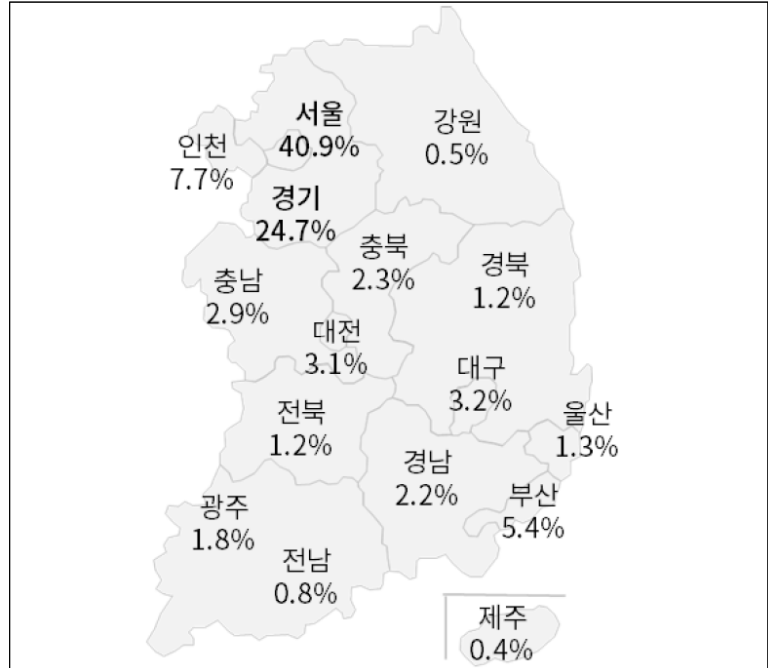 서울
40.9%
강원
0.5%
인천
7.7%
경기
24.7%
충북
2.3%
경북
1.2%
충남
2.9%
대전
3.1%
대구
3.2%
전북
1.2%
울산
1.3%
경남
2.2%
부산
5.4%
광주
1.8%
전남
0.8%
제주
0.4%